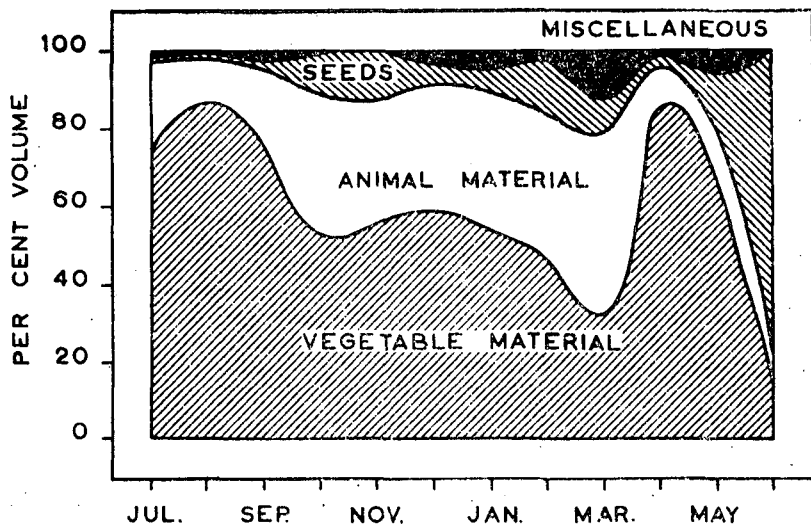 MISCELLANEOUS
100
SEEDS
80
ANIMAL MATERIAL
60
40
VEGETABLE MATERIAL
20
0
PER CENT VOLUME
JUL. SEP. NOV. JAN. MAR. MAY